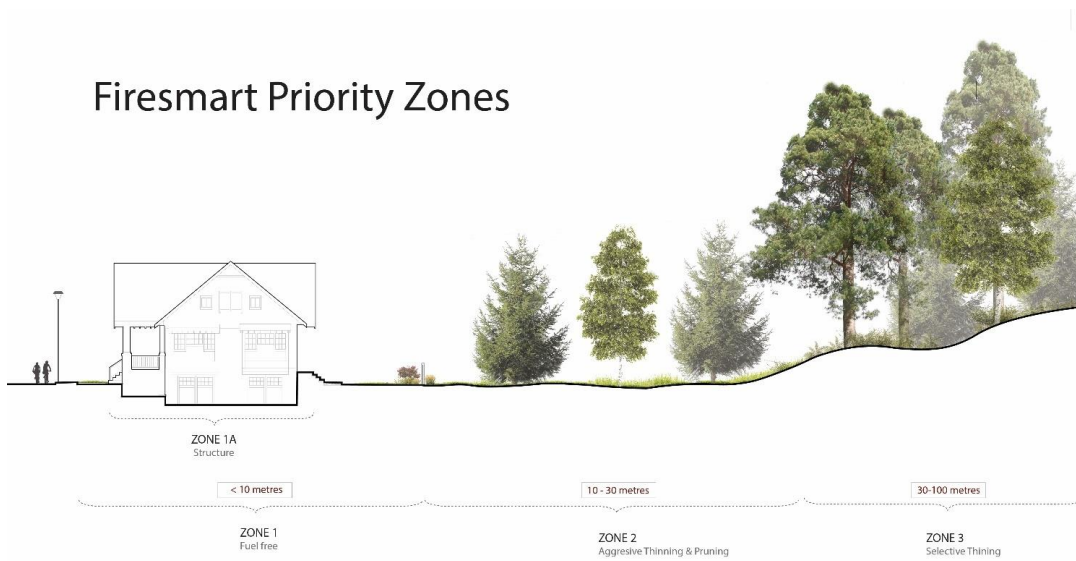 Firesmart Priority Zones
ZONE 1A
Structure
< 10 metres
10 - 30 metres
30-100 metres
ZONE 1
Fuel free
ZONE 2
Aggresive Thinning & Pruning
ZONE 3
Selective Thining